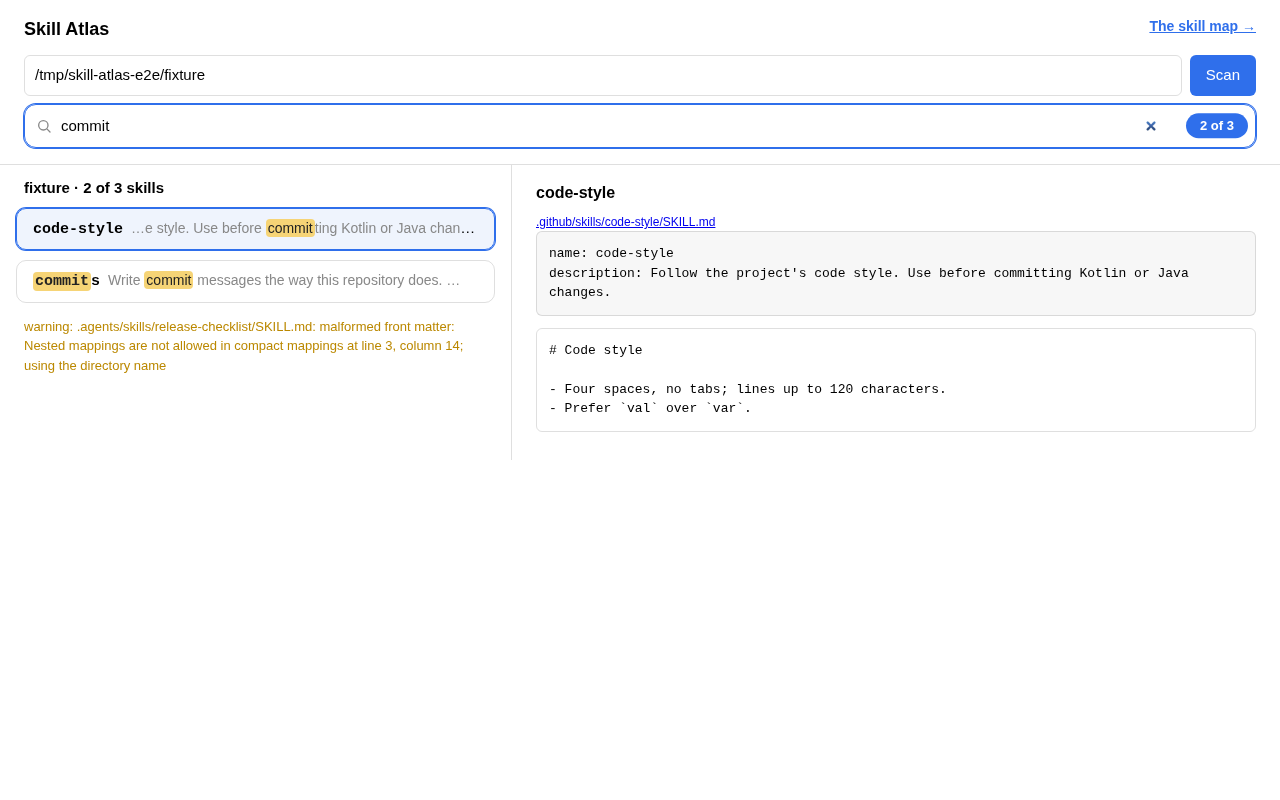 Skill Atlas
The skill map →
/tmp/skill-atlas-e2e/fixture
Scan
commit
2 of 3
fixture · 2 of 3 skills
code-style …e style. Use before committing Kotlin or Java chan…
commits Write commit messages the way this repository does. …
warning: .agents/skills/release-checklist/SKILL.md: malformed front matter:
Nested mappings are not allowed in compact mappings at line 3, column 14;
using the directory name
code-style
.github/skills/code-style/SKILL.md
name: code-style
description: Follow the project's code style. Use before committing Kotlin or Java
changes.
# Code style
- Four spaces, no tabs; lines up to 120 characters.
- Prefer `val` over `var`.